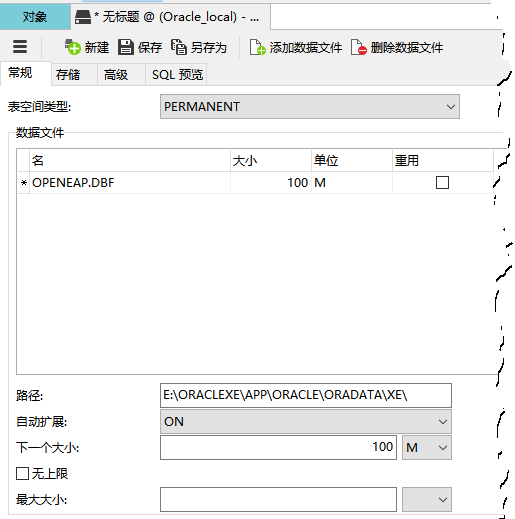 对象 * 无标题 @ (Oracle_local) - ...
新建 保存 另存为 添加数据文件 删除数据文件
常规 存储 高级 SQL 预览
表空间类型: PERMANENT
数据文件
名 大小 单位 重用
* OPENEAP.DBF 100 M
路径: E:\ORACLEXE\APP\ORACLE\ORADATA\XE\
自动扩展: ON
下一个大小: 100 M
无上限
最大大小: